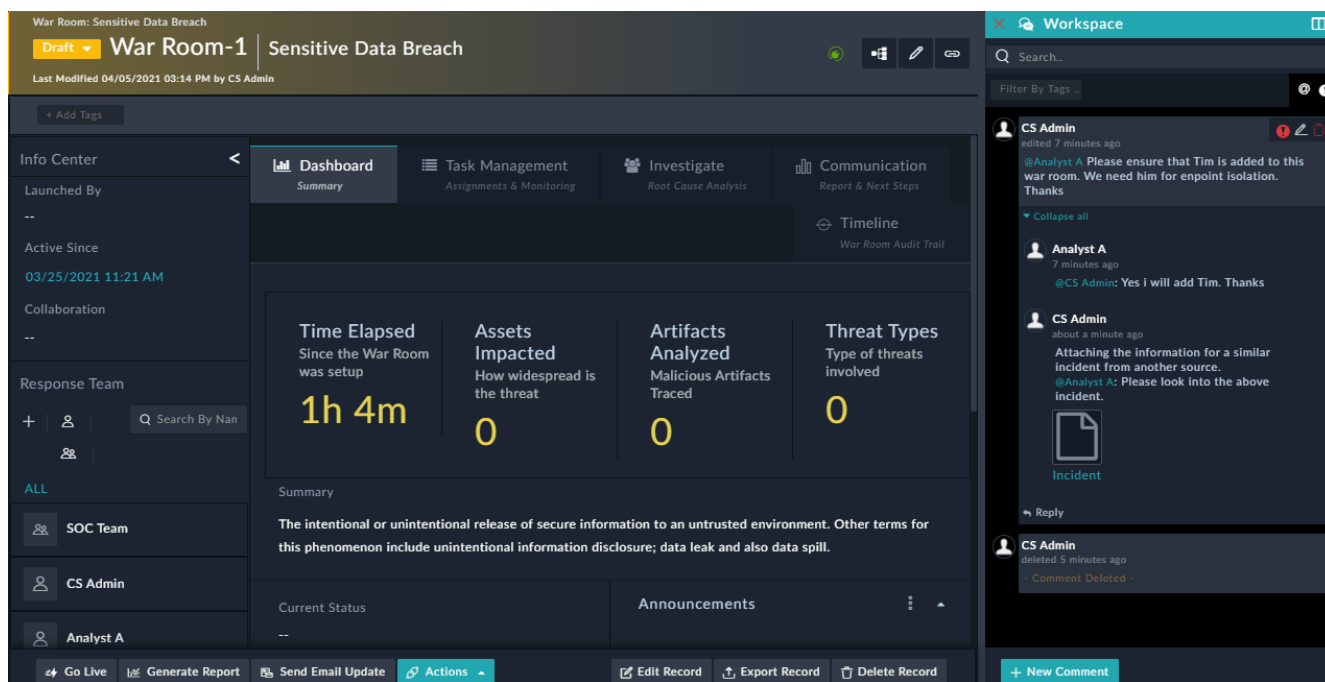 War Room: Sensitive Data Breach
Draft
War Room-1
Sensitive Data Breach
Last Modified 04/05/2021 03:14 PM by CS Admin
+ Add Tags
Info Center
<
Launched By
--
Active Since
03/25/2021 11:21 AM
Collaboration
--
Response Team
+
Search By Nan
ALL
SOC Team
CS Admin
Analyst A
Dashboard
Summary
Task Management
Assignments & Monitoring
Investigate
Root Cause Analysis
Communication
Report & Next Steps
Timeline
War Room Audit Trail
Time Elapsed
Since the War Room
was setup
1h 4m
Assets
Impacted
How widespread is
the threat
0
Artifacts
Analyzed
Malicious Artifacts
Traced
0
Threat Types
Type of threats
involved
0
Summary
The intentional or unintentional release of secure information to an untrusted environment. Other terms for
this phenomenon include unintentional information disclosure; data leak and also data spill.
Current Status
--
Announcements
Go Live
Generate Report
Send Email Update
Actions
Edit Record
Export Record
Delete Record
Workspace
Search..
Filter By Tags ..
@
CS Admin
edited 7 minutes ago
@Analyst A Please ensure that Tim is added to this
war room. We need him for enpoint isolation.
Thanks
Collapse all
Analyst A
7 minutes ago
@CS Admin: Yes i will add Tim. Thanks
CS Admin
about a minute ago
Attaching the information for a similar
incident from another source.
@Analyst A: Please look into the above
incident.
Incident
Reply
CS Admin
deleted 5 minutes ago
- Comment Deleted -
+ New Comment